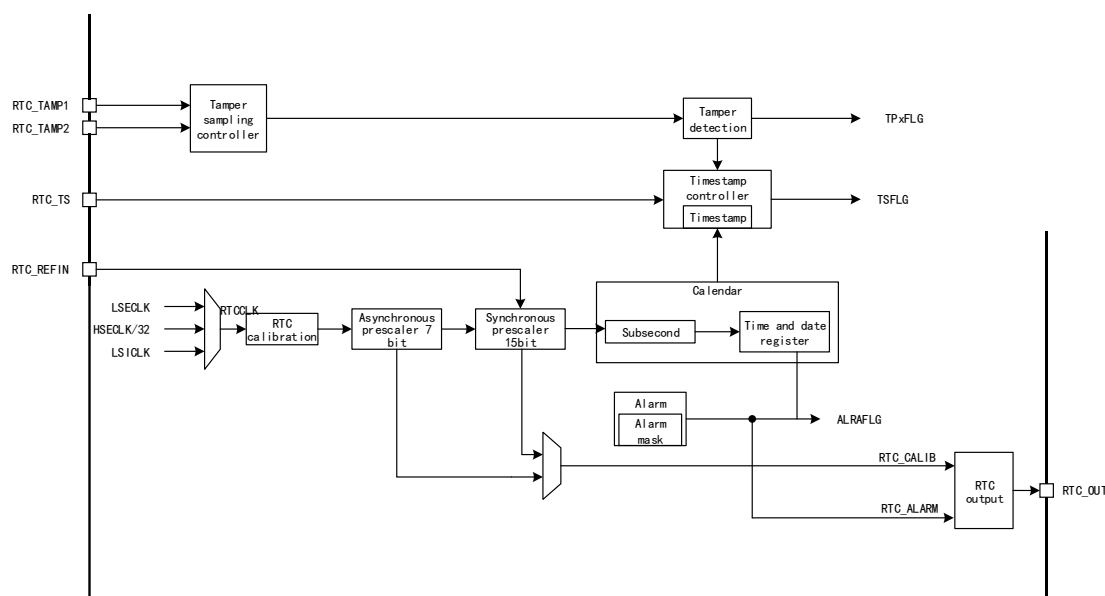 RTC_TAMP1
RTC_TAMP2
Tamper
sampling
controller
Tamper
detection
TPxFLG
RTC_TS
Timestamp
controller
Timestamp
TSFLG
RTC_REFIN
LSECLK
HSECLK/32
LSICLK
RTCCLK
RTC
calibration
Asynchronous
prescaler 7
bit
Synchronous
prescaler
15bit
Calendar
Subsecond
Time and date
register
Alarm
Alarm
mask
ALRAFLG
RTC_CALIB
RTC_ALARM
RTC
output
RTC_OUT